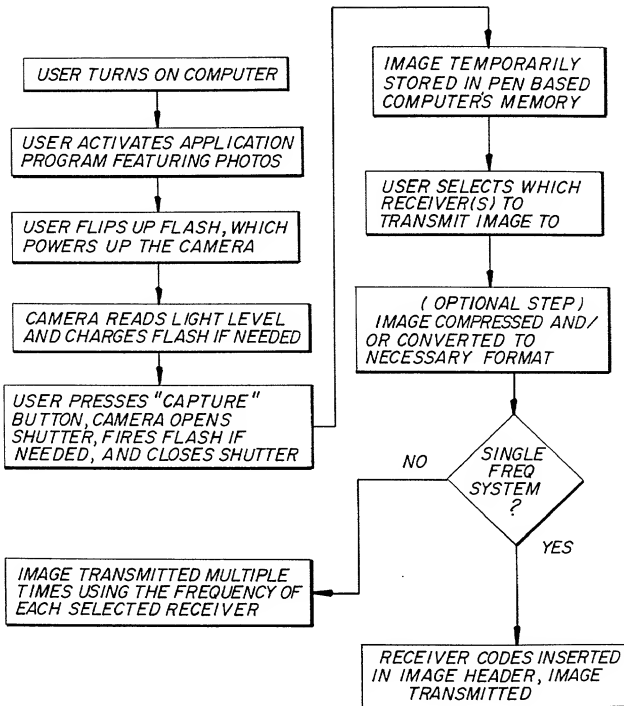 USER TURNS ON COMPUTER
USER ACTIVATES APPLICATION
PROGRAM FEATURING PHOTOS
USER FLIPS UP FLASH, WHICH
POWERS UP THE CAMERA
CAMERA READS LIGHT LEVEL
AND CHARGES FLASH IF NEEDED
USER PRESSES "CAPTURE"
BUTTON, CAMERA OPENS
SHUTTER, FIRES FLASH IF
NEEDED, AND CLOSES SHUTTER
IMAGE TEMPORARILY
STORED IN PEN BASED
COMPUTER'S MEMORY
USER SELECTS WHICH
RECEIVER(S) TO
TRANSMIT IMAGE TO
( OPTIONAL STEP )
IMAGE COMPRESSED AND/
OR CONVERTED TO
NECESSARY FORMAT
SINGLE
FREQ
SYSTEM
?
NO
YES
IMAGE TRANSMITTED MULTIPLE
TIMES USING THE FREQUENCY OF
EACH SELECTED RECEIVER
RECEIVER CODES INSERTED
IN IMAGE HEADER, IMAGE
TRANSMITTED